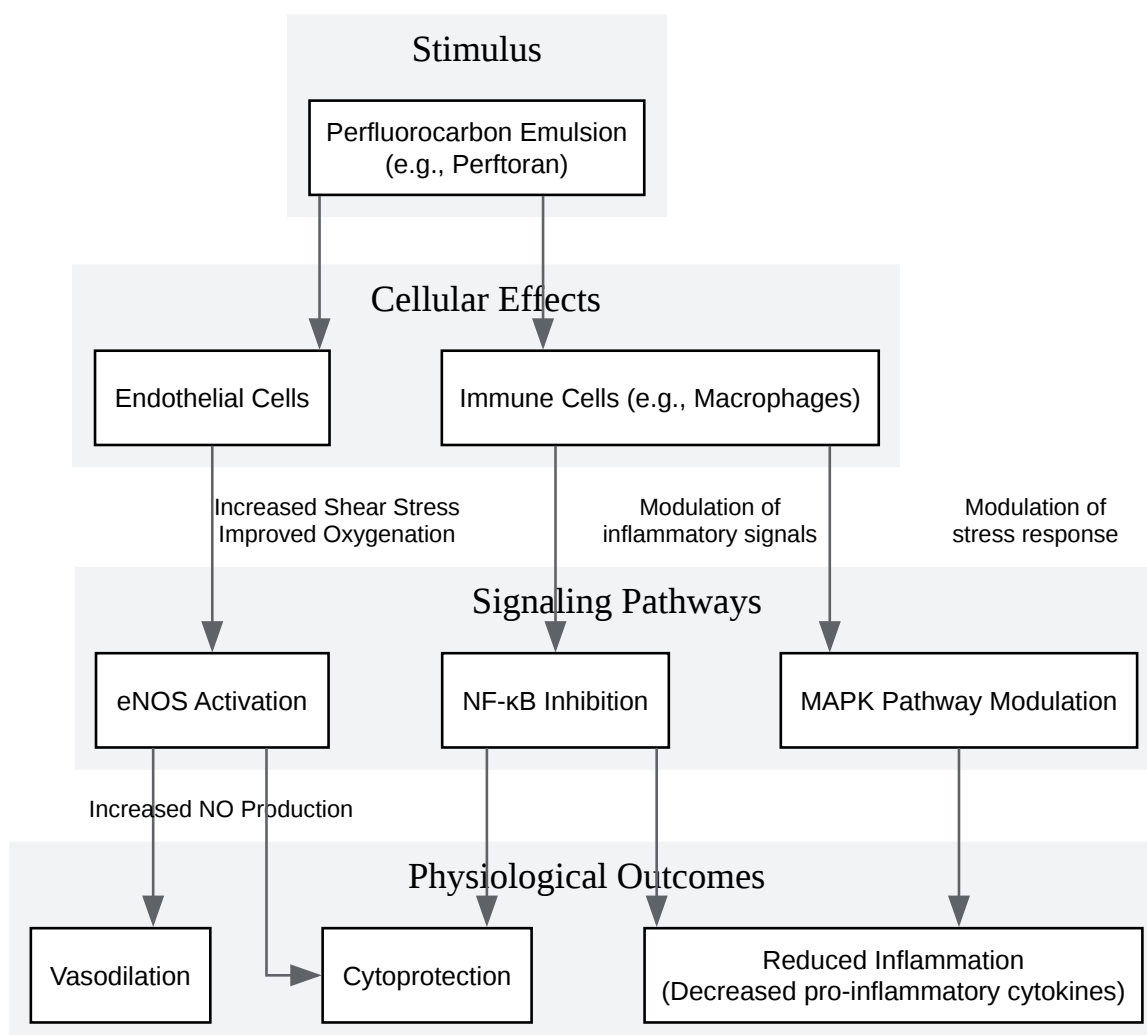 Stimulus
Perfluorocarbon Emulsion
(e.g., Perftoran)
Cellular Effects
Endothelial Cells
Immune Cells (e.g., Macrophages)
Increased Shear Stress
Improved Oxygenation
Modulation of
inflammatory signals
Modulation of
stress response
Signaling Pathways
eNOS Activation
NF-κB Inhibition
MAPK Pathway Modulation
Increased NO Production
Physiological Outcomes
Vasodilation
Cytoprotection
Reduced Inflammation
(Decreased pro-inflammatory cytokines)